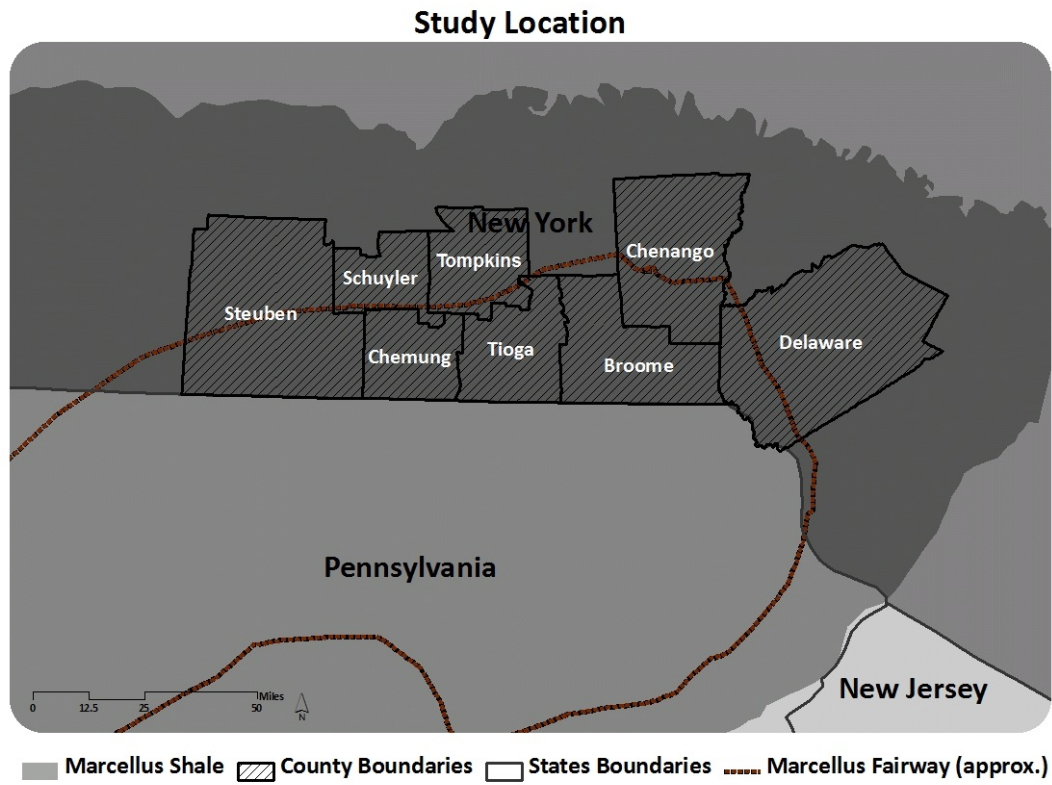 Study Location
New York
Chenango
Tompkins
Schuyler
Steuben
Delaware
Tioga
Chemung
Broome
Pennsylvania
New Jersey
Miles
0 12.5 25 50
N
Marcellus Shale County Boundaries States Boundaries Marcellus Fairway (approx.)